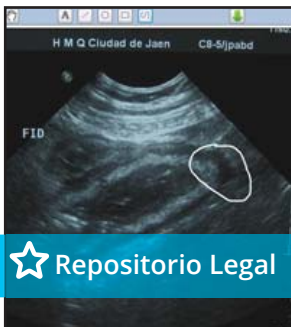 A
H M Q Ciudad de Jaen
C8-5/jpabd
FID
Repositorio Legal